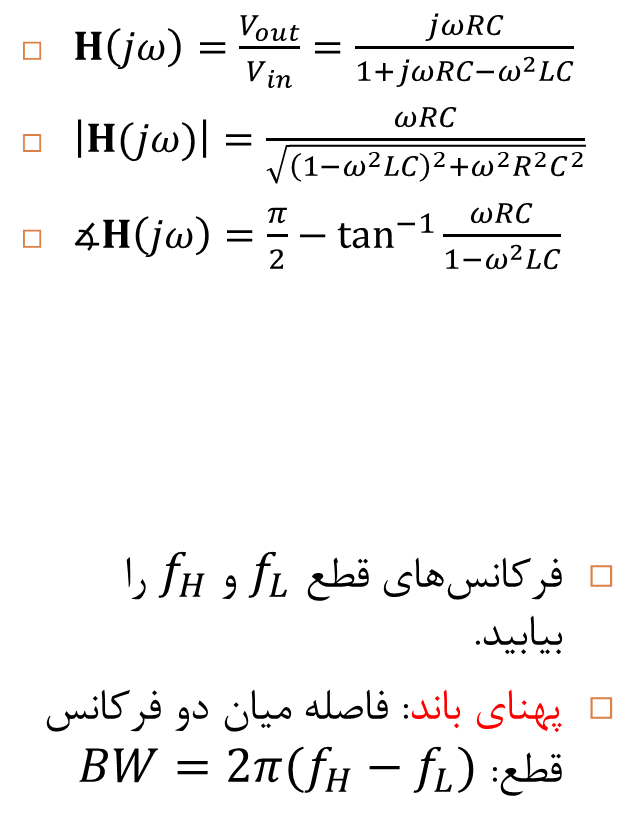 □ H(jω) = V_out/V_in = jωRC/(1+jωRC−ω²LC)
□ |H(jω)| = ωRC/√((1−ω²LC)²+ω²R²C²)
□ ∡H(jω) = π/2 − tan⁻¹ ωRC/(1−ω²LC)
□ فرکانس‌های قطع f_L و f_H را
بیابید.
□ پهنای باند: فاصله میان دو فرکانس
قطع: BW = 2π(f_H − f_L)